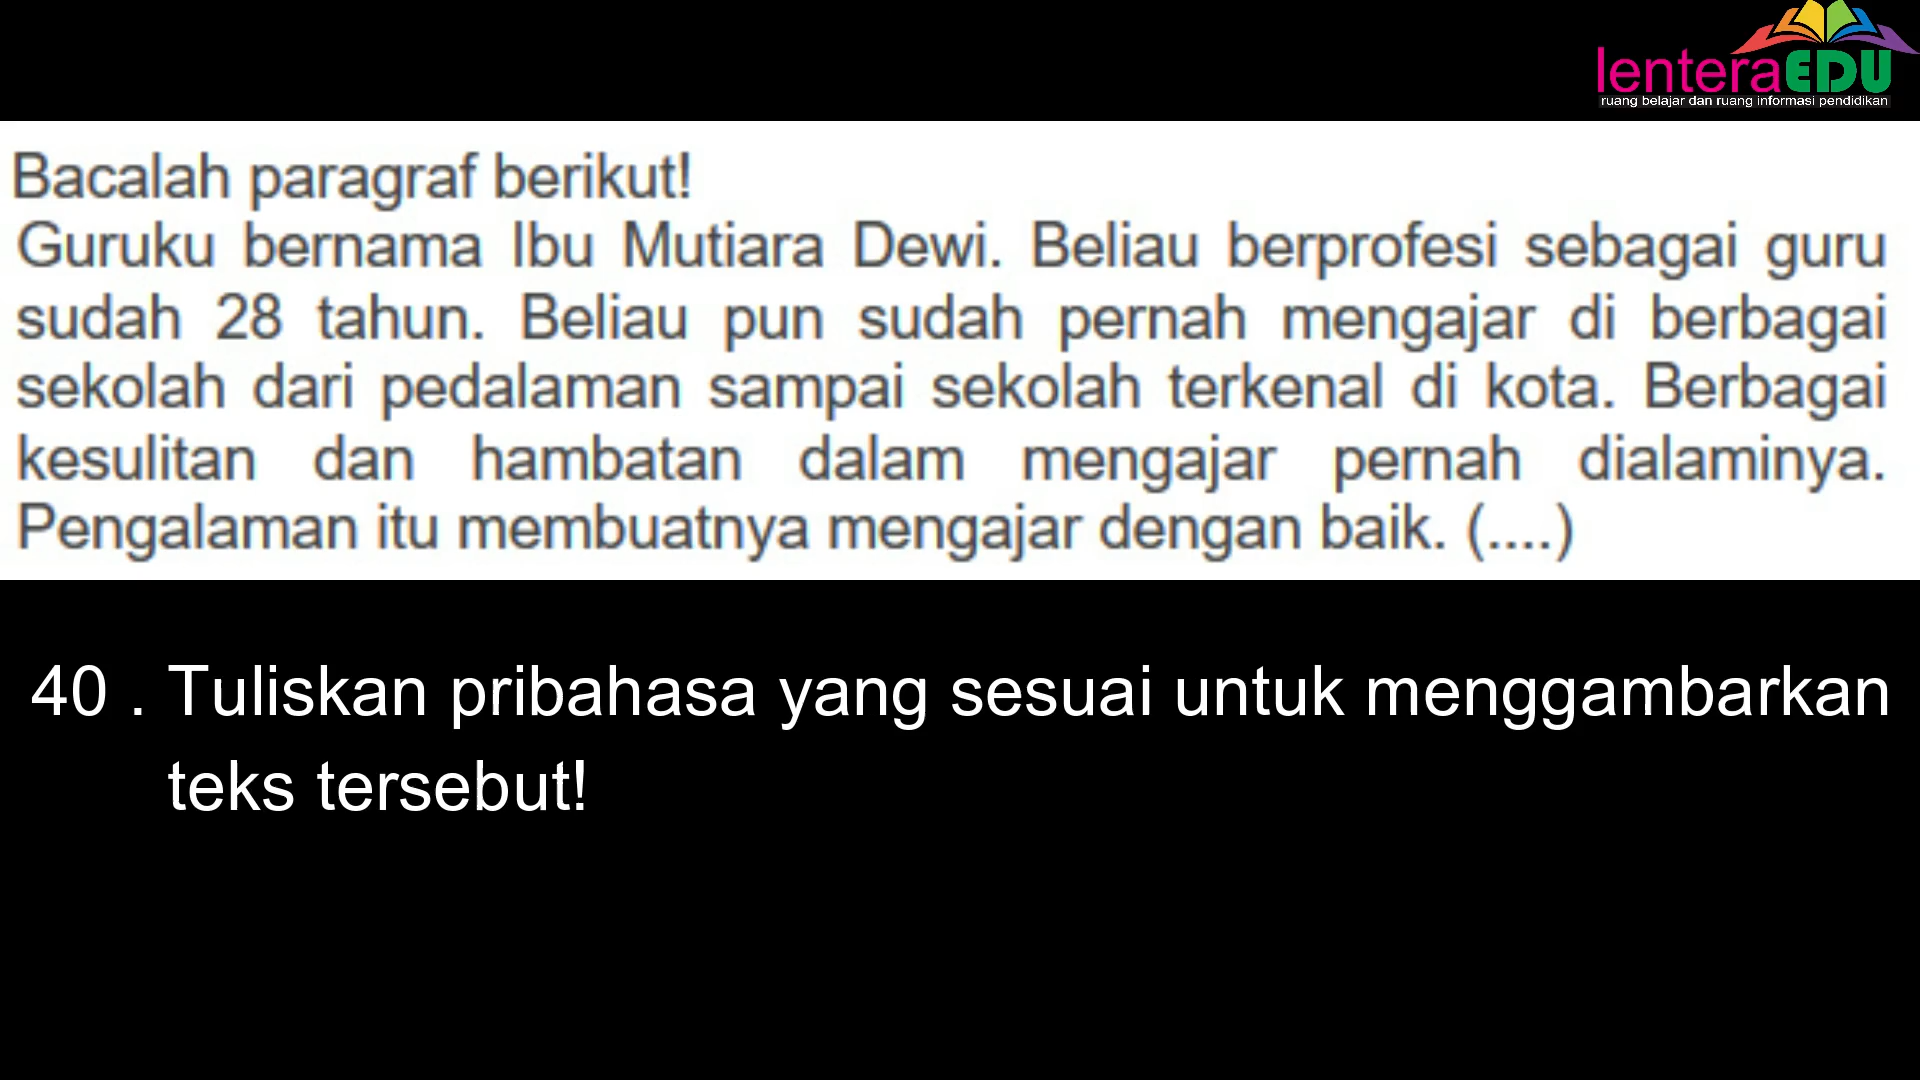 lenteraEDU
ruang belajar dan ruang informasi pendidikan
Bacalah paragraf berikut!
Guruku bernama Ibu Mutiara Dewi. Beliau berprofesi sebagai guru
sudah 28 tahun. Beliau pun sudah pernah mengajar di berbagai
sekolah dari pedalaman sampai sekolah terkenal di kota. Berbagai
kesulitan dan hambatan dalam mengajar pernah dialaminya.
Pengalaman itu membuatnya mengajar dengan baik. (....)
40 . Tuliskan pribahasa yang sesuai untuk menggambarkan
teks tersebut!